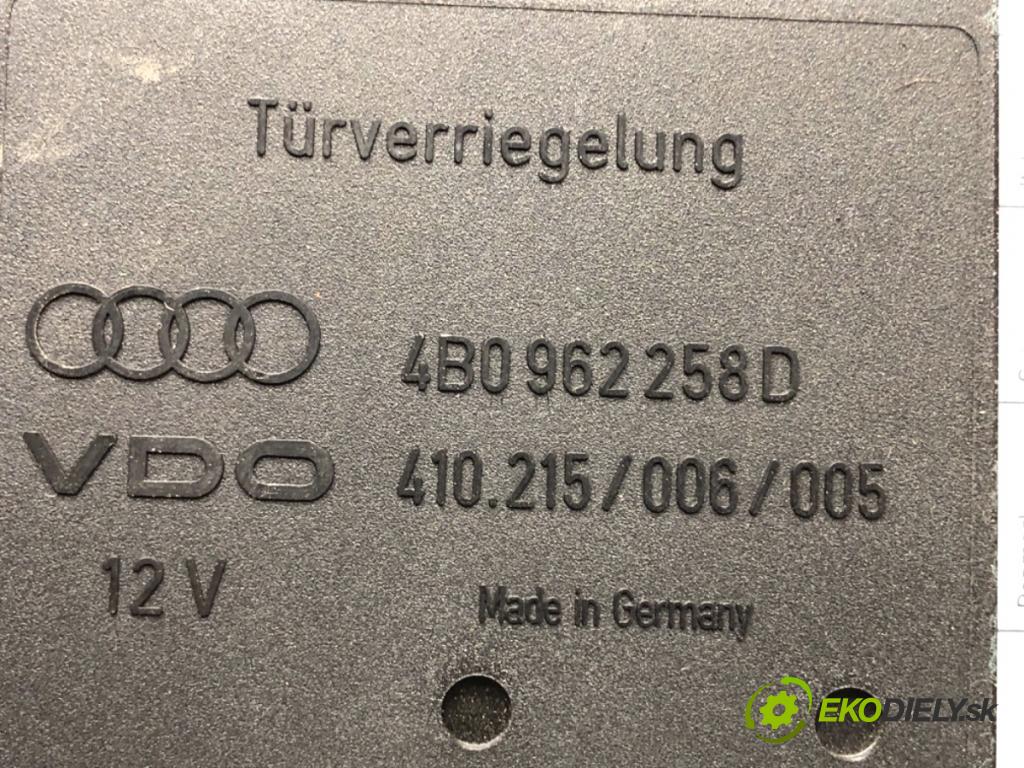 Türverriegelung
4B0 962 258 D
VDO 410.215/006/005
12 V
Made in Germany
EKODIELY.sk